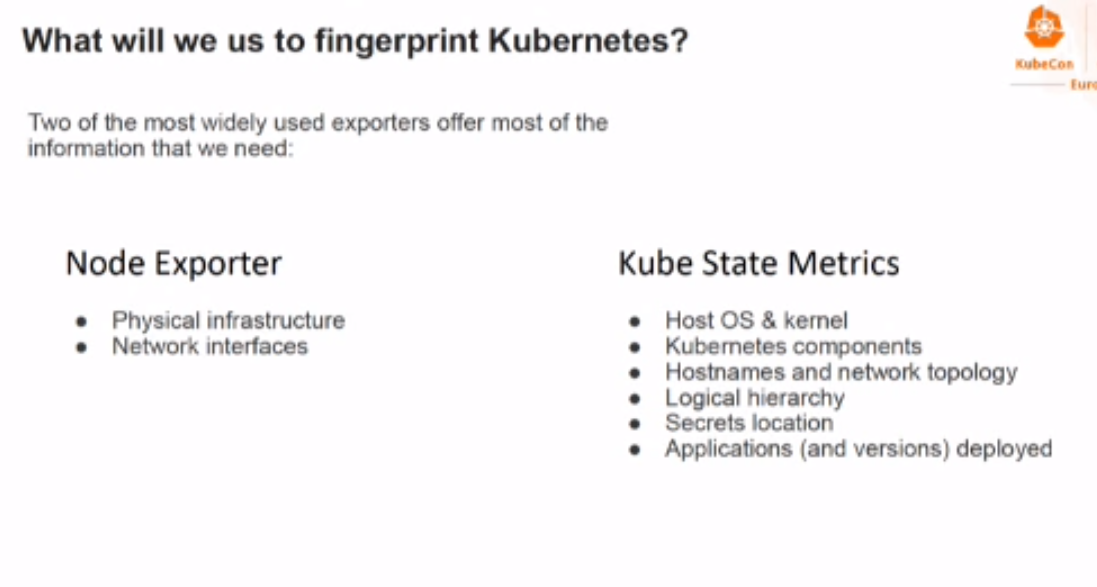 What will we us to fingerprint Kubernetes?
KubeCon
Two of the most widely used exporters offer most of the
information that we need:
Node Exporter
● Physical infrastructure
● Network interfaces
Kube State Metrics
● Host OS & kernel
● Kubernetes components
● Hostnames and network topology
● Logical hierarchy
● Secrets location
● Applications (and versions) deployed